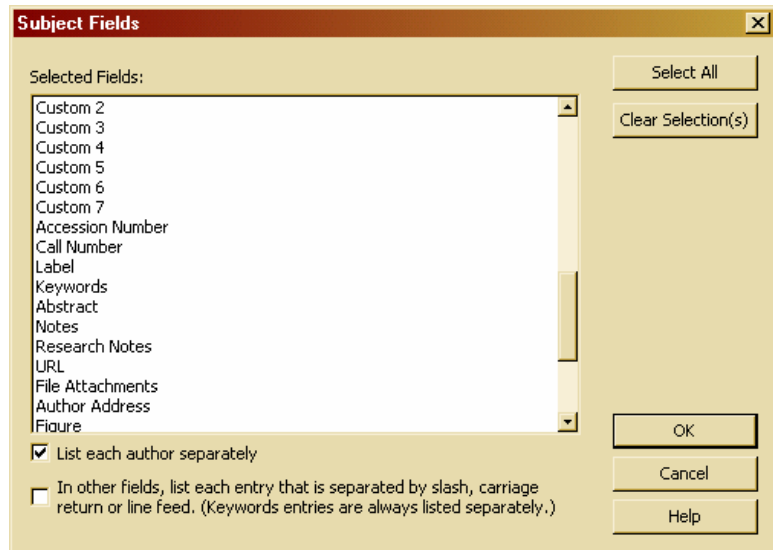 Subject Fields
Selected Fields:
Custom 2
Custom 3
Custom 4
Custom 5
Custom 6
Custom 7
Accession Number
Call Number
Label
Keywords
Abstract
Notes
Research Notes
URL
File Attachments
Author Address
Figure
List each author separately
In other fields, list each entry that is separated by slash, carriage
return or line feed. (Keywords entries are always listed separately.)
Select All
Clear Selection(s)
OK
Cancel
Help